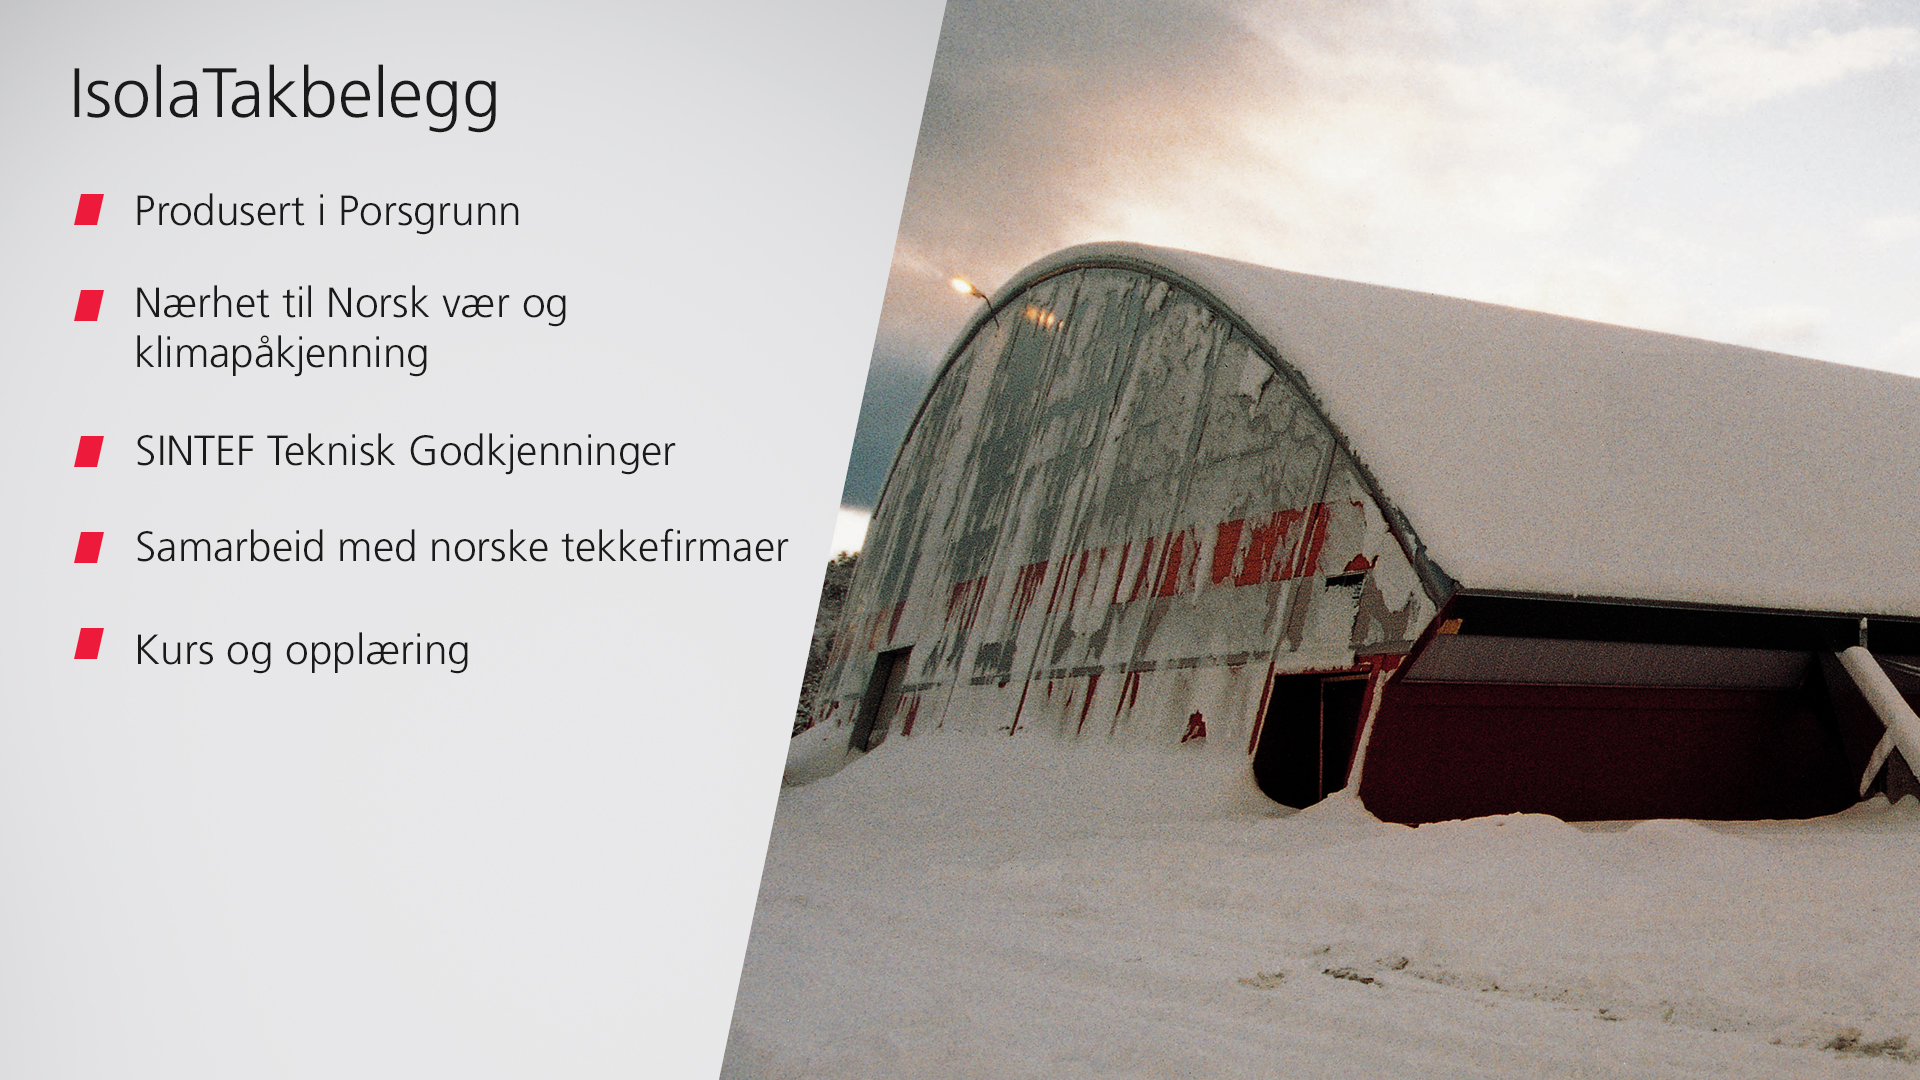 IsolaTakbelegg
Produsert i Porsgrunn
Nærhet til Norsk vær og
klimapåkjenning
SINTEF Teknisk Godkjenninger
Samarbeid med norske tekkefirmaer
Kurs og opplæring